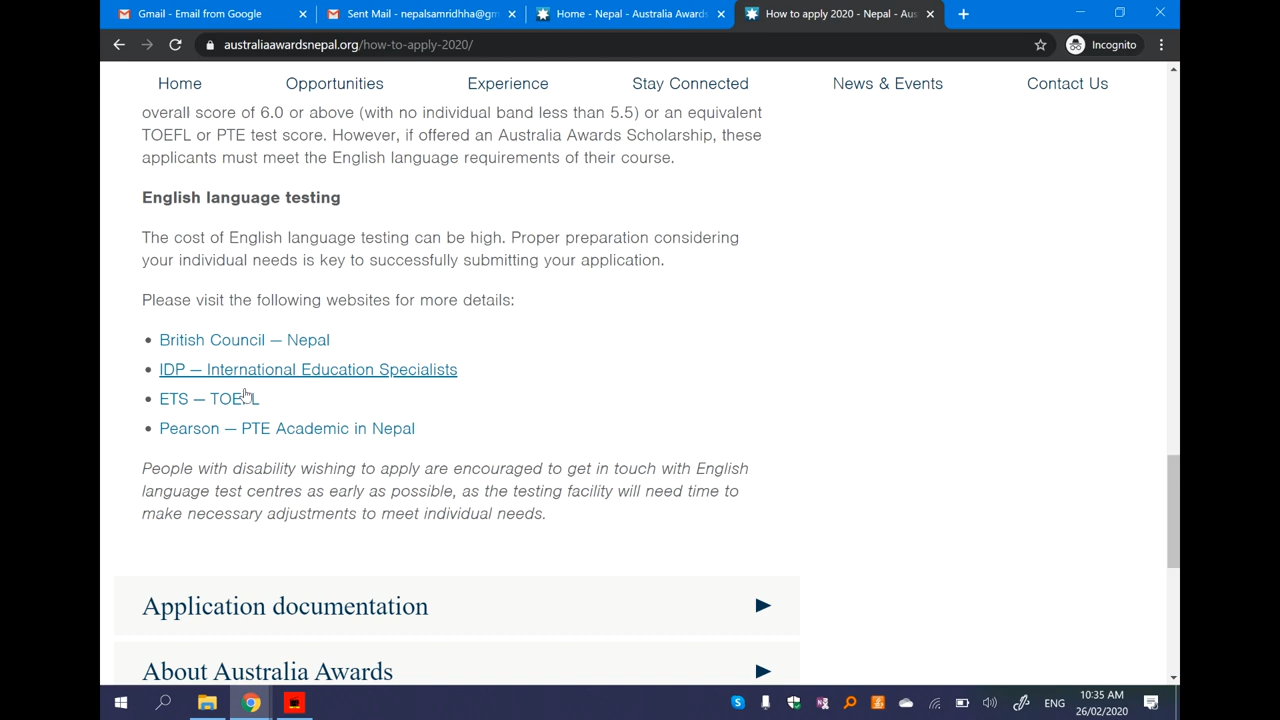 Gmail - Email from Google
Sent Mail - nepalsamridhha@gm
Home - Nepal - Australia Awards
How to apply 2020 - Nepal - Aus
australiaawardsnepal.org/how-to-apply-2020/
Incognito
Home Opportunities Experience Stay Connected News & Events Contact Us
overall score of 6.0 or above (with no individual band less than 5.5) or an equivalent
TOEFL or PTE test score. However, if offered an Australia Awards Scholarship, these
applicants must meet the English language requirements of their course.
English language testing
The cost of English language testing can be high. Proper preparation considering
your individual needs is key to successfully submitting your application.
Please visit the following websites for more details:
• British Council – Nepal
• IDP – International Education Specialists
• ETS – TOEFL
• Pearson – PTE Academic in Nepal
People with disability wishing to apply are encouraged to get in touch with English
language test centres as early as possible, as the testing facility will need time to
make necessary adjustments to meet individual needs.
Application documentation
About Australia Awards
ENG
10:35 AM
26/02/2020